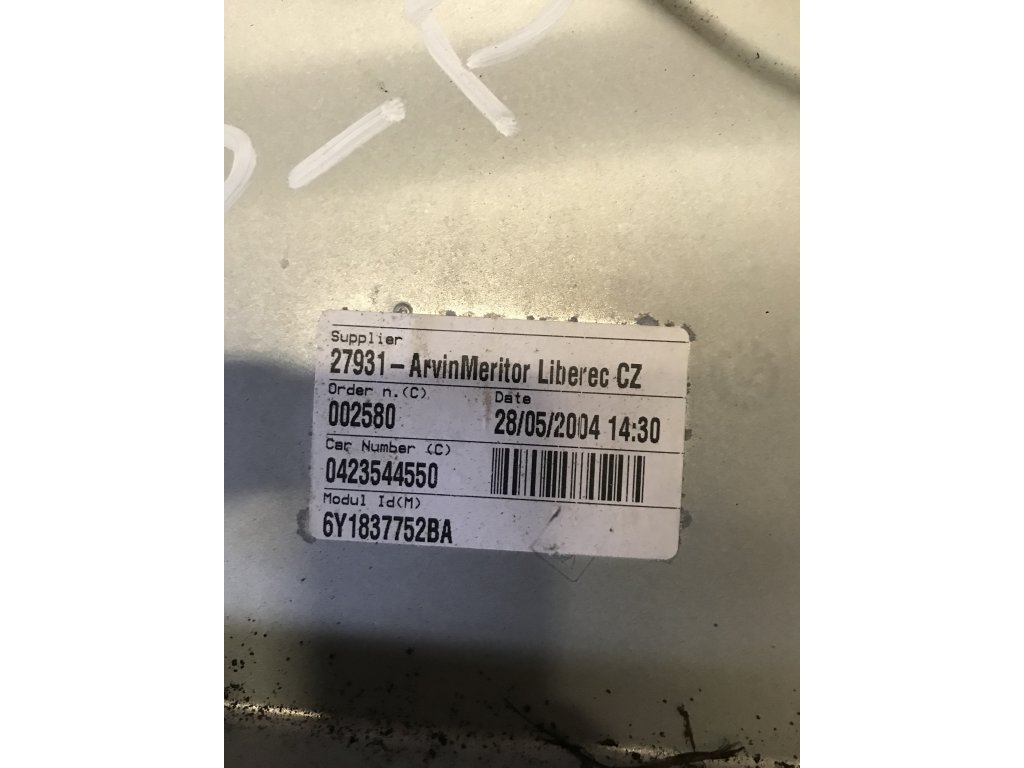 Supplier
27931-ArvinMeritor Liberec CZ
Order n.(C) Date
002580 28/05/2004 14:30
Car Number (C)
0423544550
Modul Id(M)
6Y1837752BA